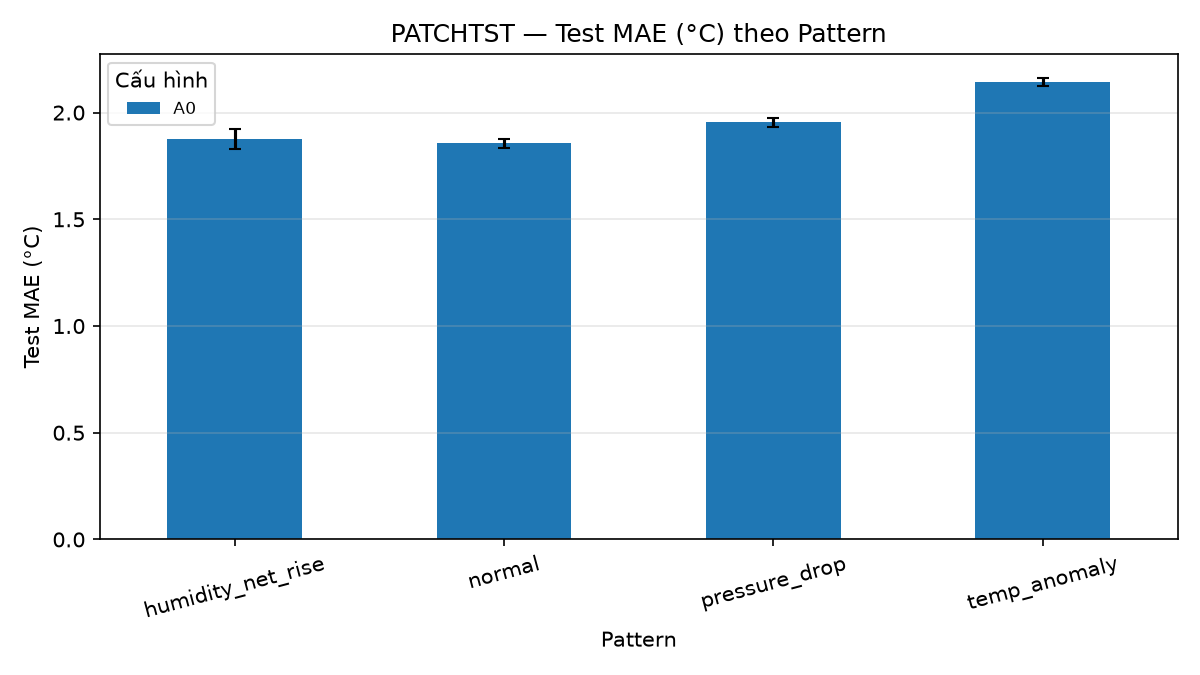 PATCHTST — Test MAE (°C) theo Pattern
Cấu hình
A0
Test MAE (°C)
2.0
1.5
1.0
0.5
0.0
humidity_net_rise
normal
pressure_drop
temp_anomaly
Pattern